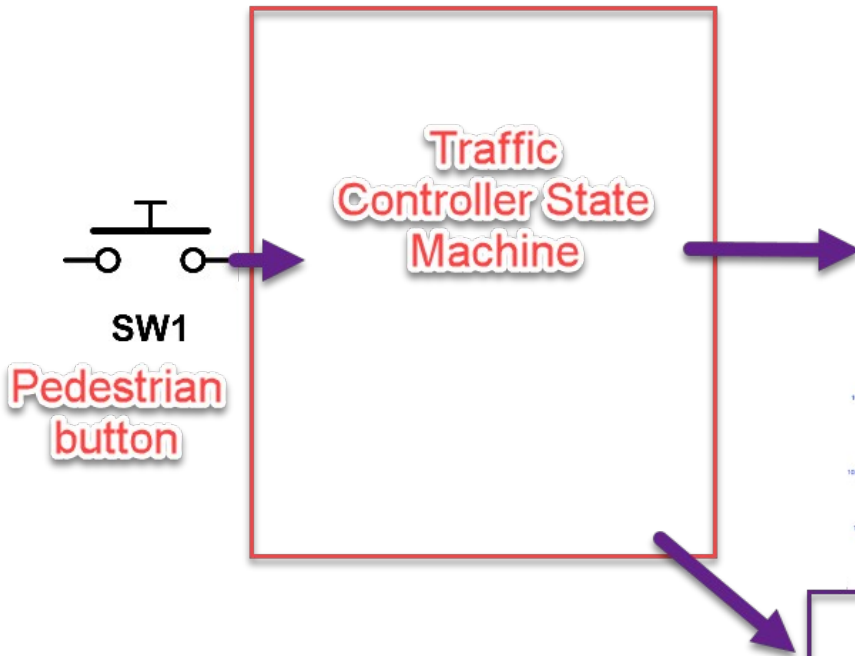 Traffic
Controller State
Machine
SW1
Pedestrian
button